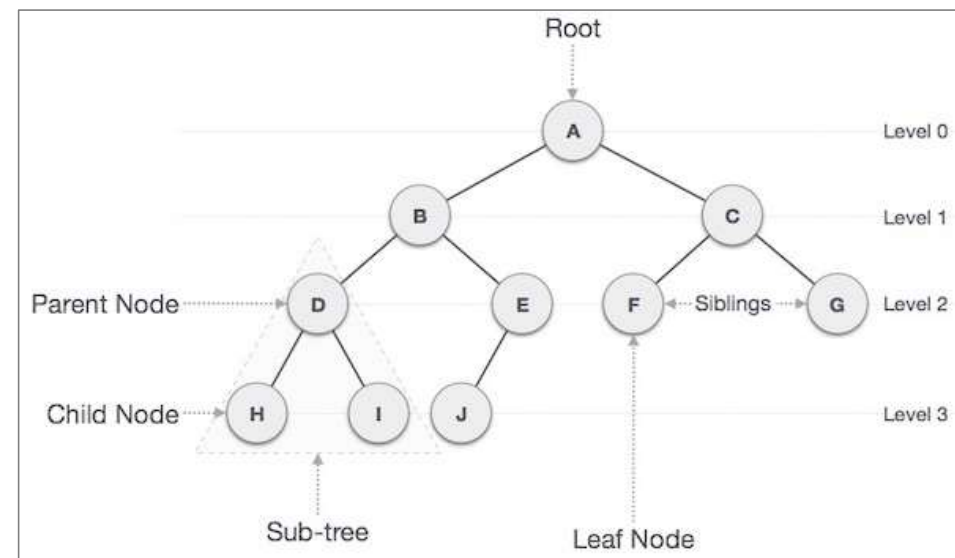 Root
A
Level 0
B
C
Level 1
Parent Node
D
E
F
Siblings
G
Level 2
Child Node
H
I
J
Level 3
Sub-tree
Leaf Node